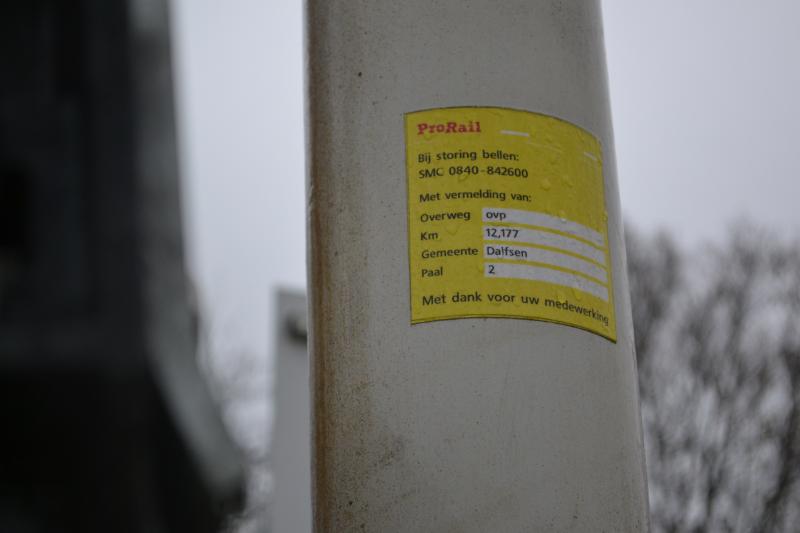 ProRail
Bij storing bellen:
SMC 0840-842600
Met vermelding van:
Overweg ovp
Km 12,177
Gemeente Dalfsen
Paal 2
Met dank voor uw medewerking